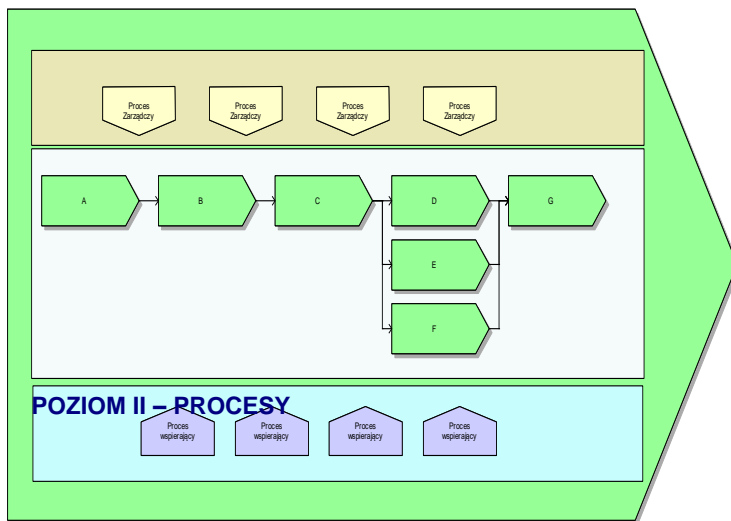 Proces
Zarządczy
Proces
Zarządczy
Proces
Zarządczy
Proces
Zarządczy
A
B
C
D
G
E
F
POZIOM II – PROCESY
Proces
wspierający
Proces
wspierający
Proces
wspierający
Proces
wspierający